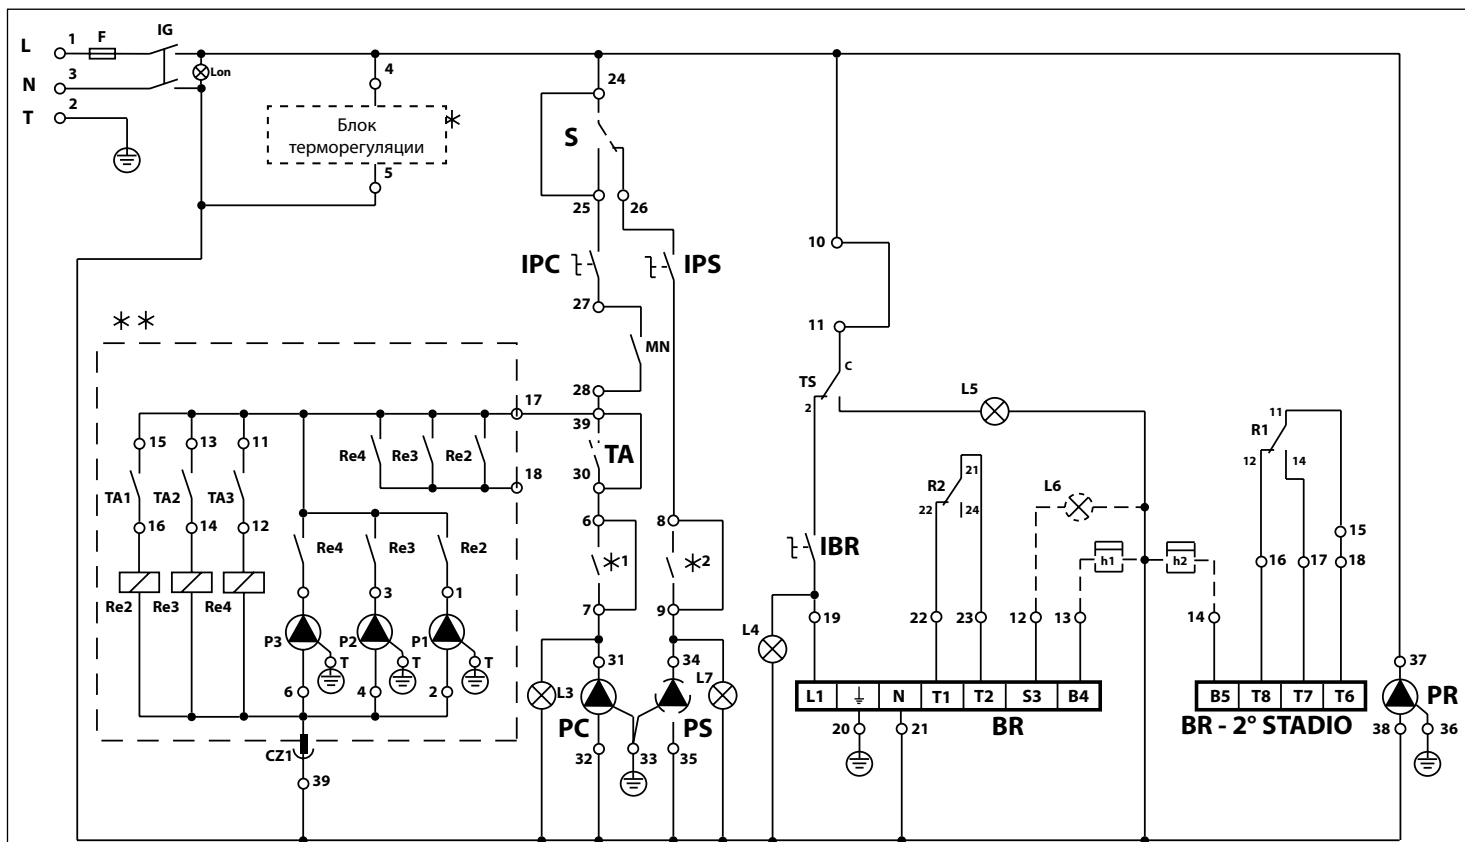 L 1 F IG
Lon
N 3
T 2
4
Блок
терморегуляции
5
24
S
25 26
IPC IPS
27
MN
28
10
11
C
TS
2
L5
17
39
TA
30
18
15 13 11
TA1 TA2 TA3
16 14 12
Re2 Re3 Re4
Re4 Re3 Re2
Re4 Re3 Re2
3 1
P3 P2 P1
T T T
6 4 2
CZ1
39
6 8
1 2
7 9
31 34
L3 L7
PC PS
32 33 35
IBR
L4
19
R2
21
22 24
22 23
L6
12 13
h1 h2
14
R1
11
12 14
15
16 17 18
L1 N T1 T2 S3 B4
BR
20 21
B5 T8 T7 T6
BR - 2° STADIO
37
PR
38 36